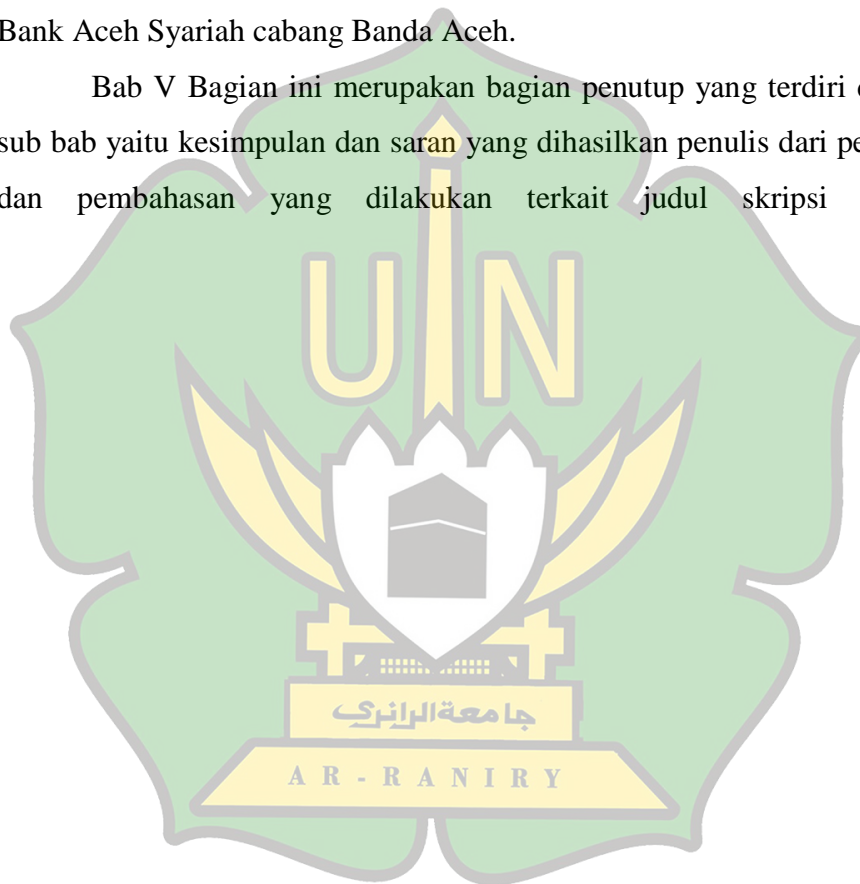 Bank Aceh Syariah cabang Banda Aceh.
Bab V Bagian ini merupakan bagian penutup yang terdiri
sub bab yaitu kesimpulan dan saran yang dihasilkan penulis dari
dan pembahasan yang dilakukan terkait judul skripsi
UIN
جامعة الرانري
AR-RANIRY